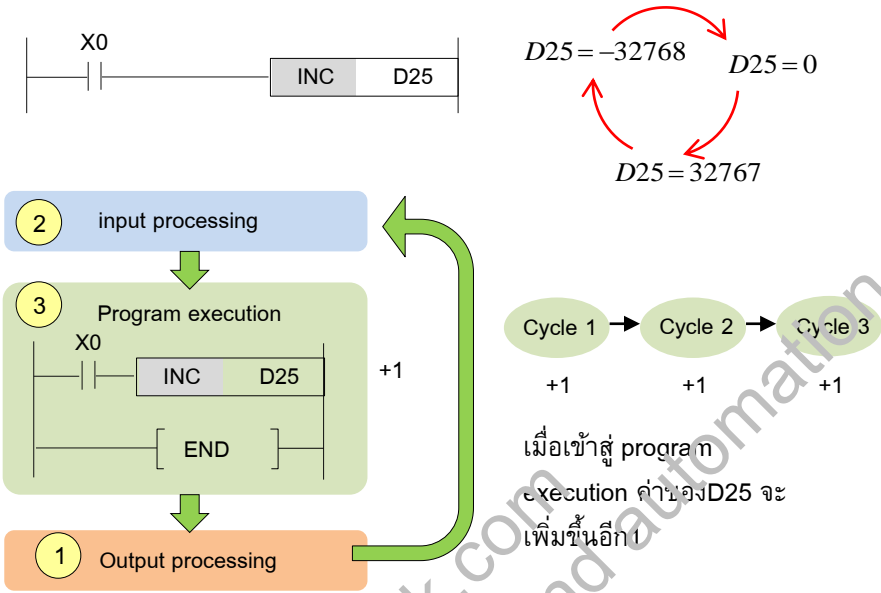 X0
INC D25
D25 = −32768
D25 = 0
D25 = 32767
2 input processing
3 Program execution
X0
INC D25
+1
END
1 Output processing
Cycle 1 Cycle 2 Cycle 3
+1 +1 +1
เมื่อเข้าสู่ program
execution ค่าของD25 จะ
เพิ่มขึ้นอีก1
k.com
nd automation